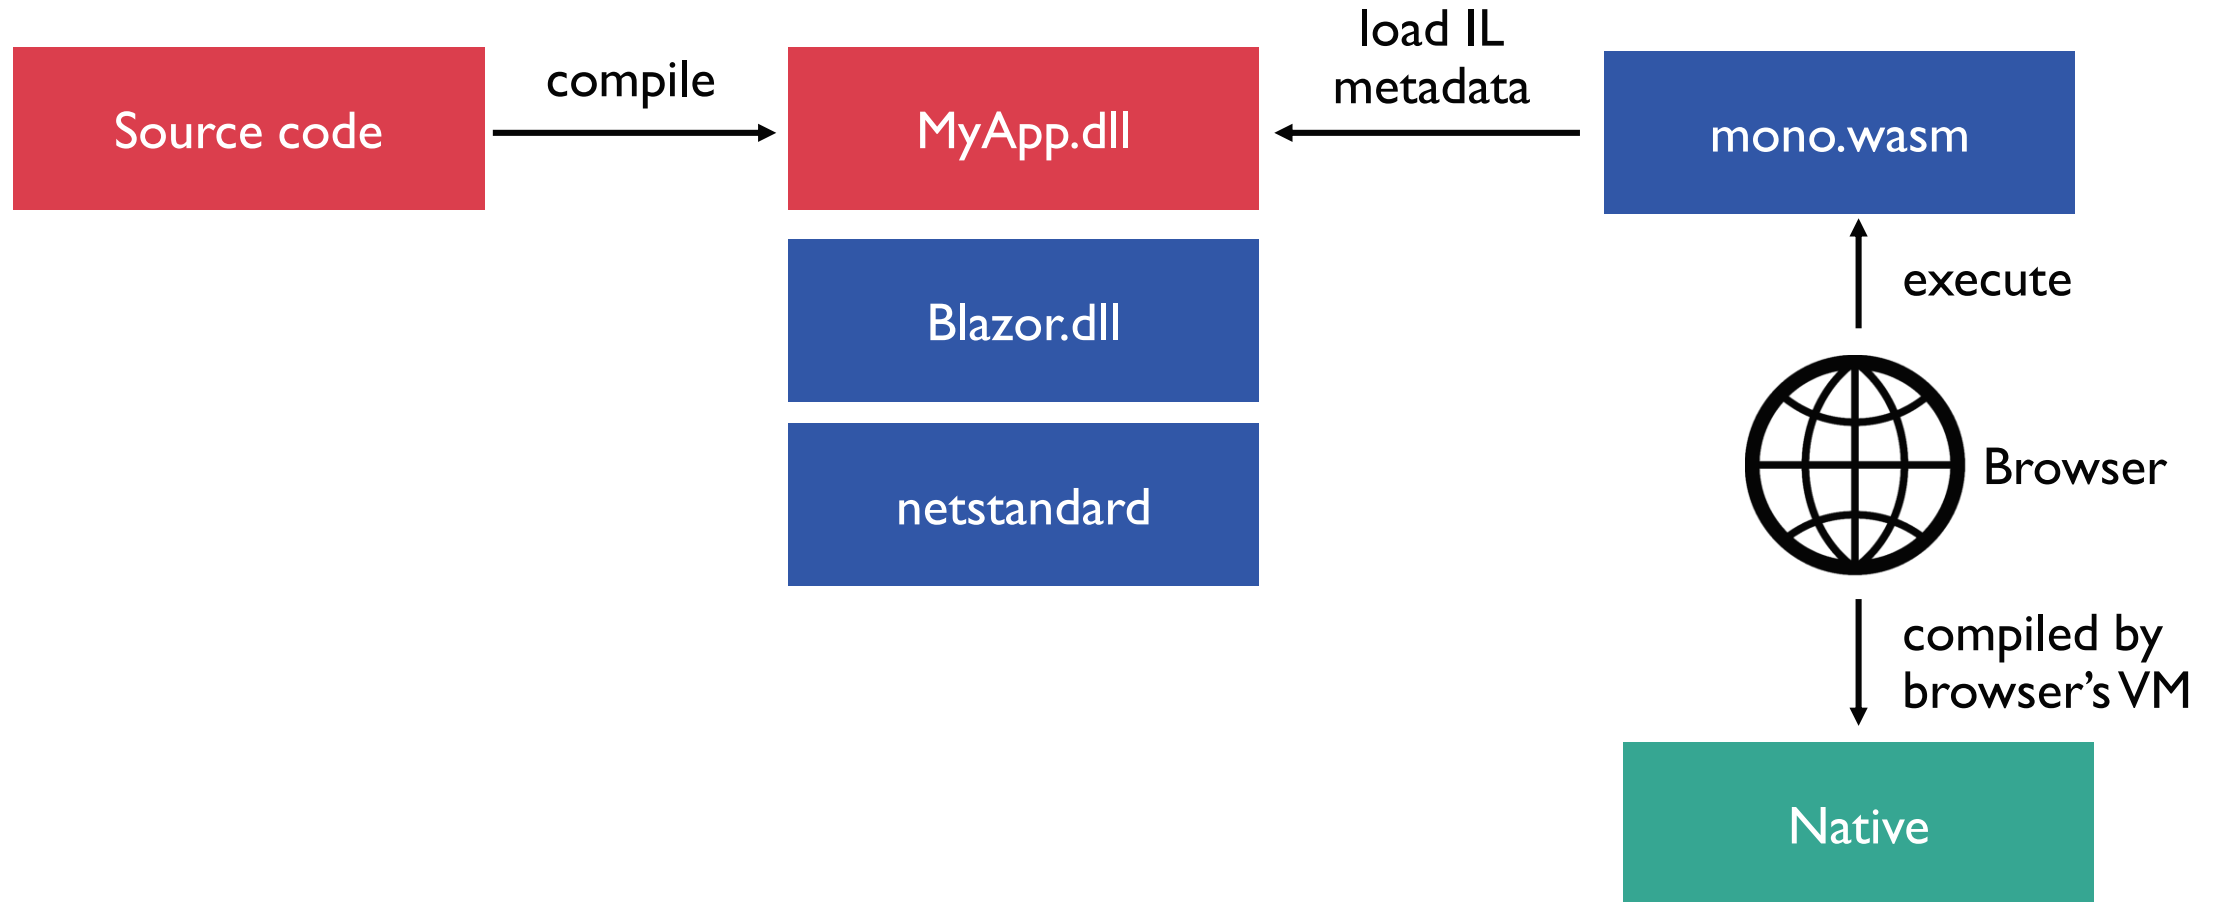 Source code
compile
MyApp.dll
load IL
metadata
mono.wasm
Blazor.dll
execute
netstandard
Browser
compiled by
browser’s VM
Native